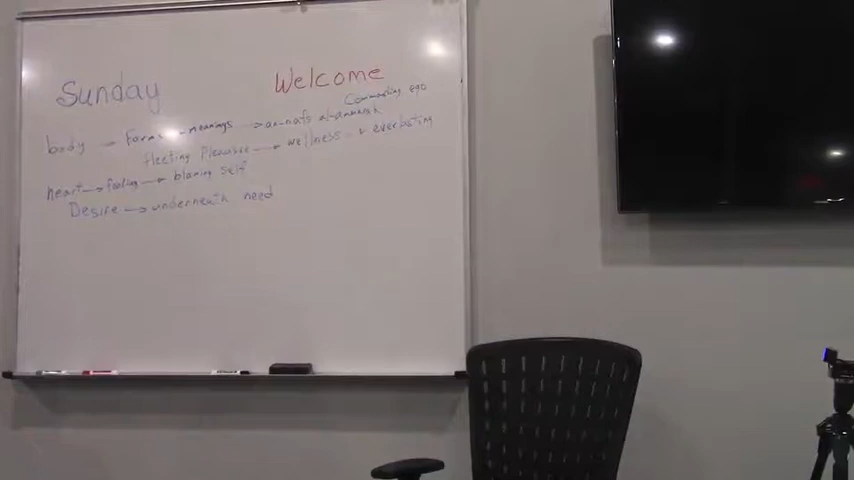 Sunday
Welcome
Commanding ego
body → Forms → meanings → an-nafs al-ammarah
fleeting Pleasure → wellness → everlasting
heart → feeling → blaming self
Desire → underneath need